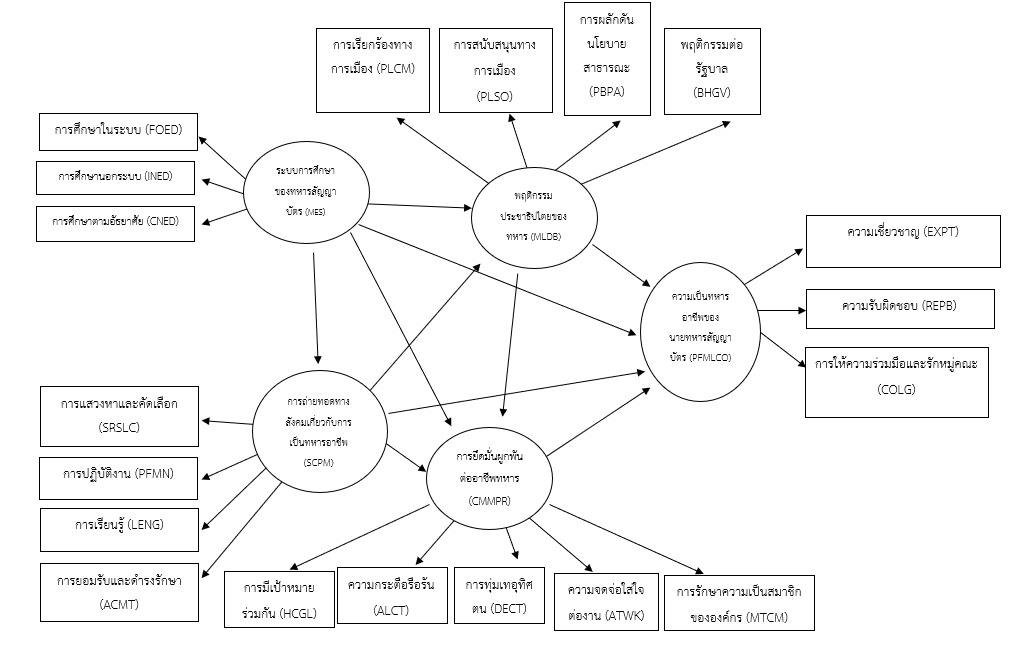 การเรียกร้องทาง
การเมือง (PLCM)
การสนับสนุนทาง
การเมือง
(PLSO)
การผลักดัน
นโยบาย
สาธารณะ
(PBPA)
พฤติกรรมต่อ
รัฐบาล
(BHGV)
การศึกษาในระบบ (FOED)
การศึกษานอกระบบ (INED)
การศึกษาตามอัธยาศัย (CNED)
ระบบการศึกษา
ของทหารสัญญา
บัตร (MES)
พฤติกรรม
ประชาธิปไตยของ
ทหาร (MLDB)
ความเป็นทหาร
อาชีพของ
นายทหารสัญญา
บัตร (PFMLCO)
ความเชี่ยวชาญ (EXPT)
ความรับผิดชอบ (REPB)
การให้ความร่วมมือและรักหมู่คณะ
(COLG)
การแสวงหาและคัดเลือก
(SRSLC)
การปฏิบัติงาน (PFMN)
การเรียนรู้ (LENG)
การยอมรับและดำรงรักษา
(ACMT)
การถ่ายทอดทาง
สังคมเกี่ยวกับการ
เป็นทหารอาชีพ
(SCPM)
การยึดมั่นผูกพัน
ต่ออาชีพทหาร
(CMMPR)
การมีเป้าหมาย
ร่วมกัน (HCGL)
ความกระตือรือร้น
(ALCT)
การทุ่มเทอุทิศ
ตน (DECT)
ความจดจ่อใส่ใจ
ต่องาน (ATWK)
การรักษาความเป็นสมาชิก
ขององค์กร (MTCM)